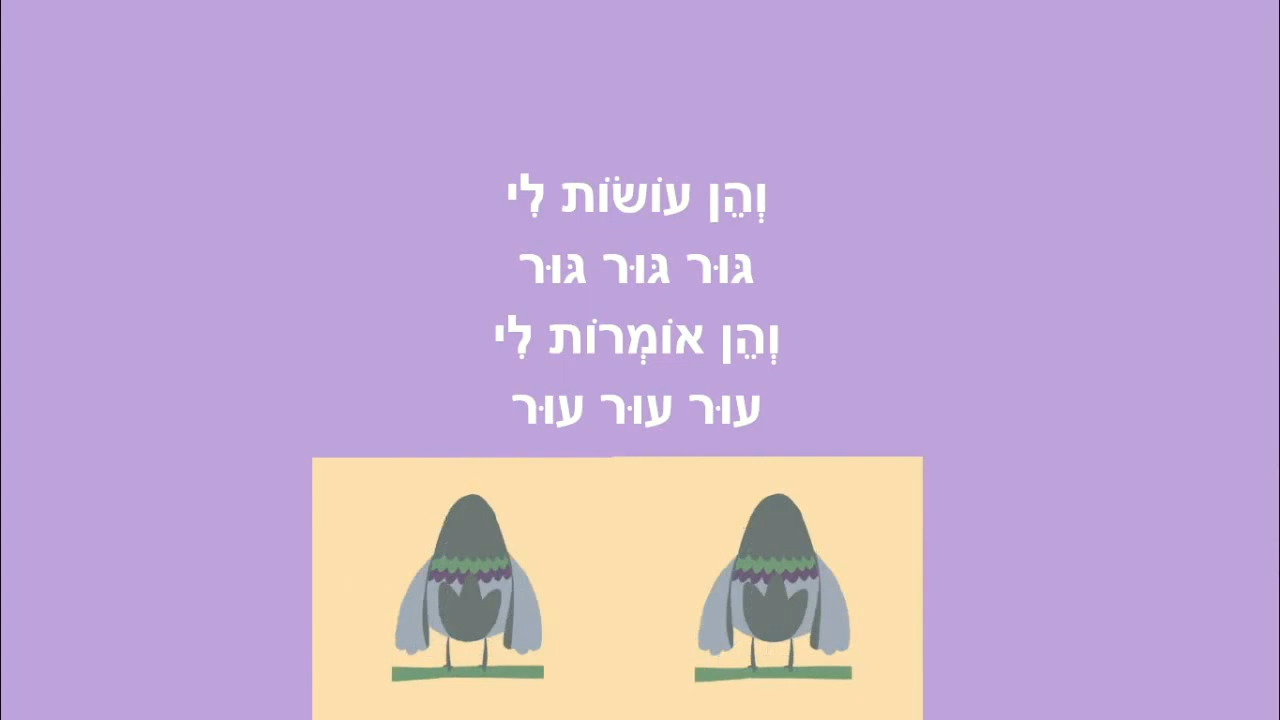 וְהֵן עוֹשׂוֹת לִי
גּוּר גּוּר גּוּר
וְהֵן אוֹמְרוֹת לִי
עוּר עוּר עוּר